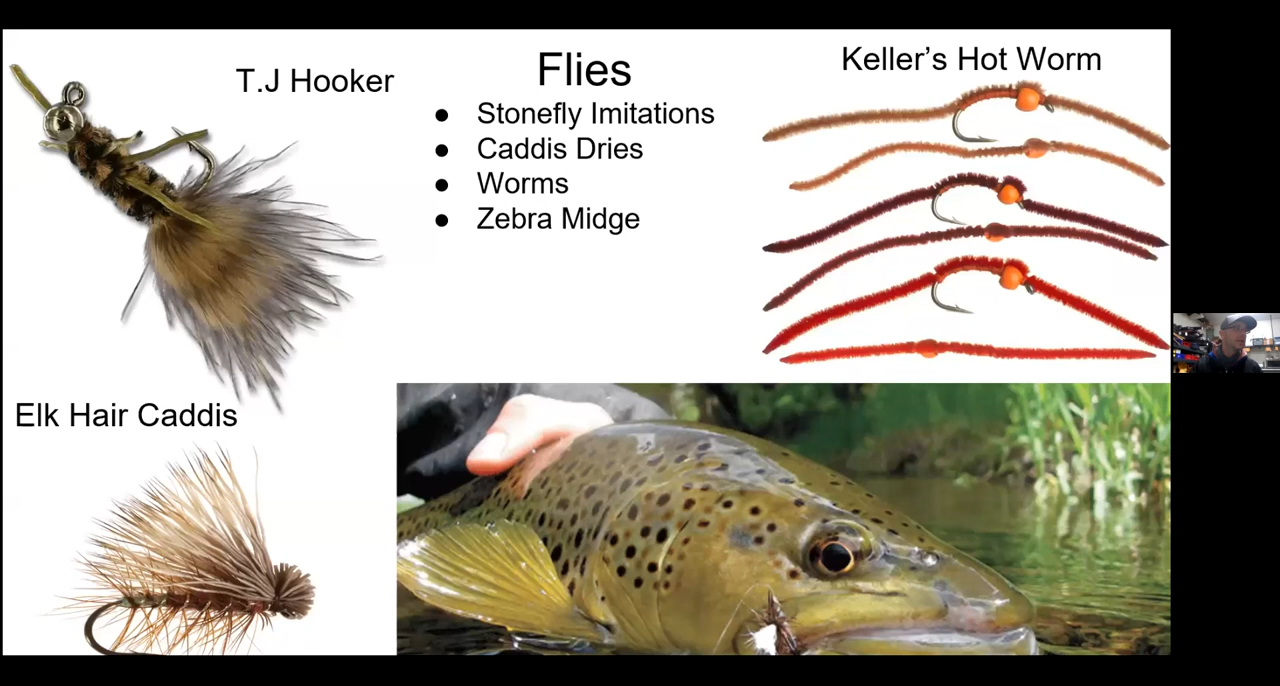 T.J Hooker
Flies
Keller's Hot Worm
● Stonefly Imitations
● Caddis Dries
● Worms
● Zebra Midge
Elk Hair Caddis